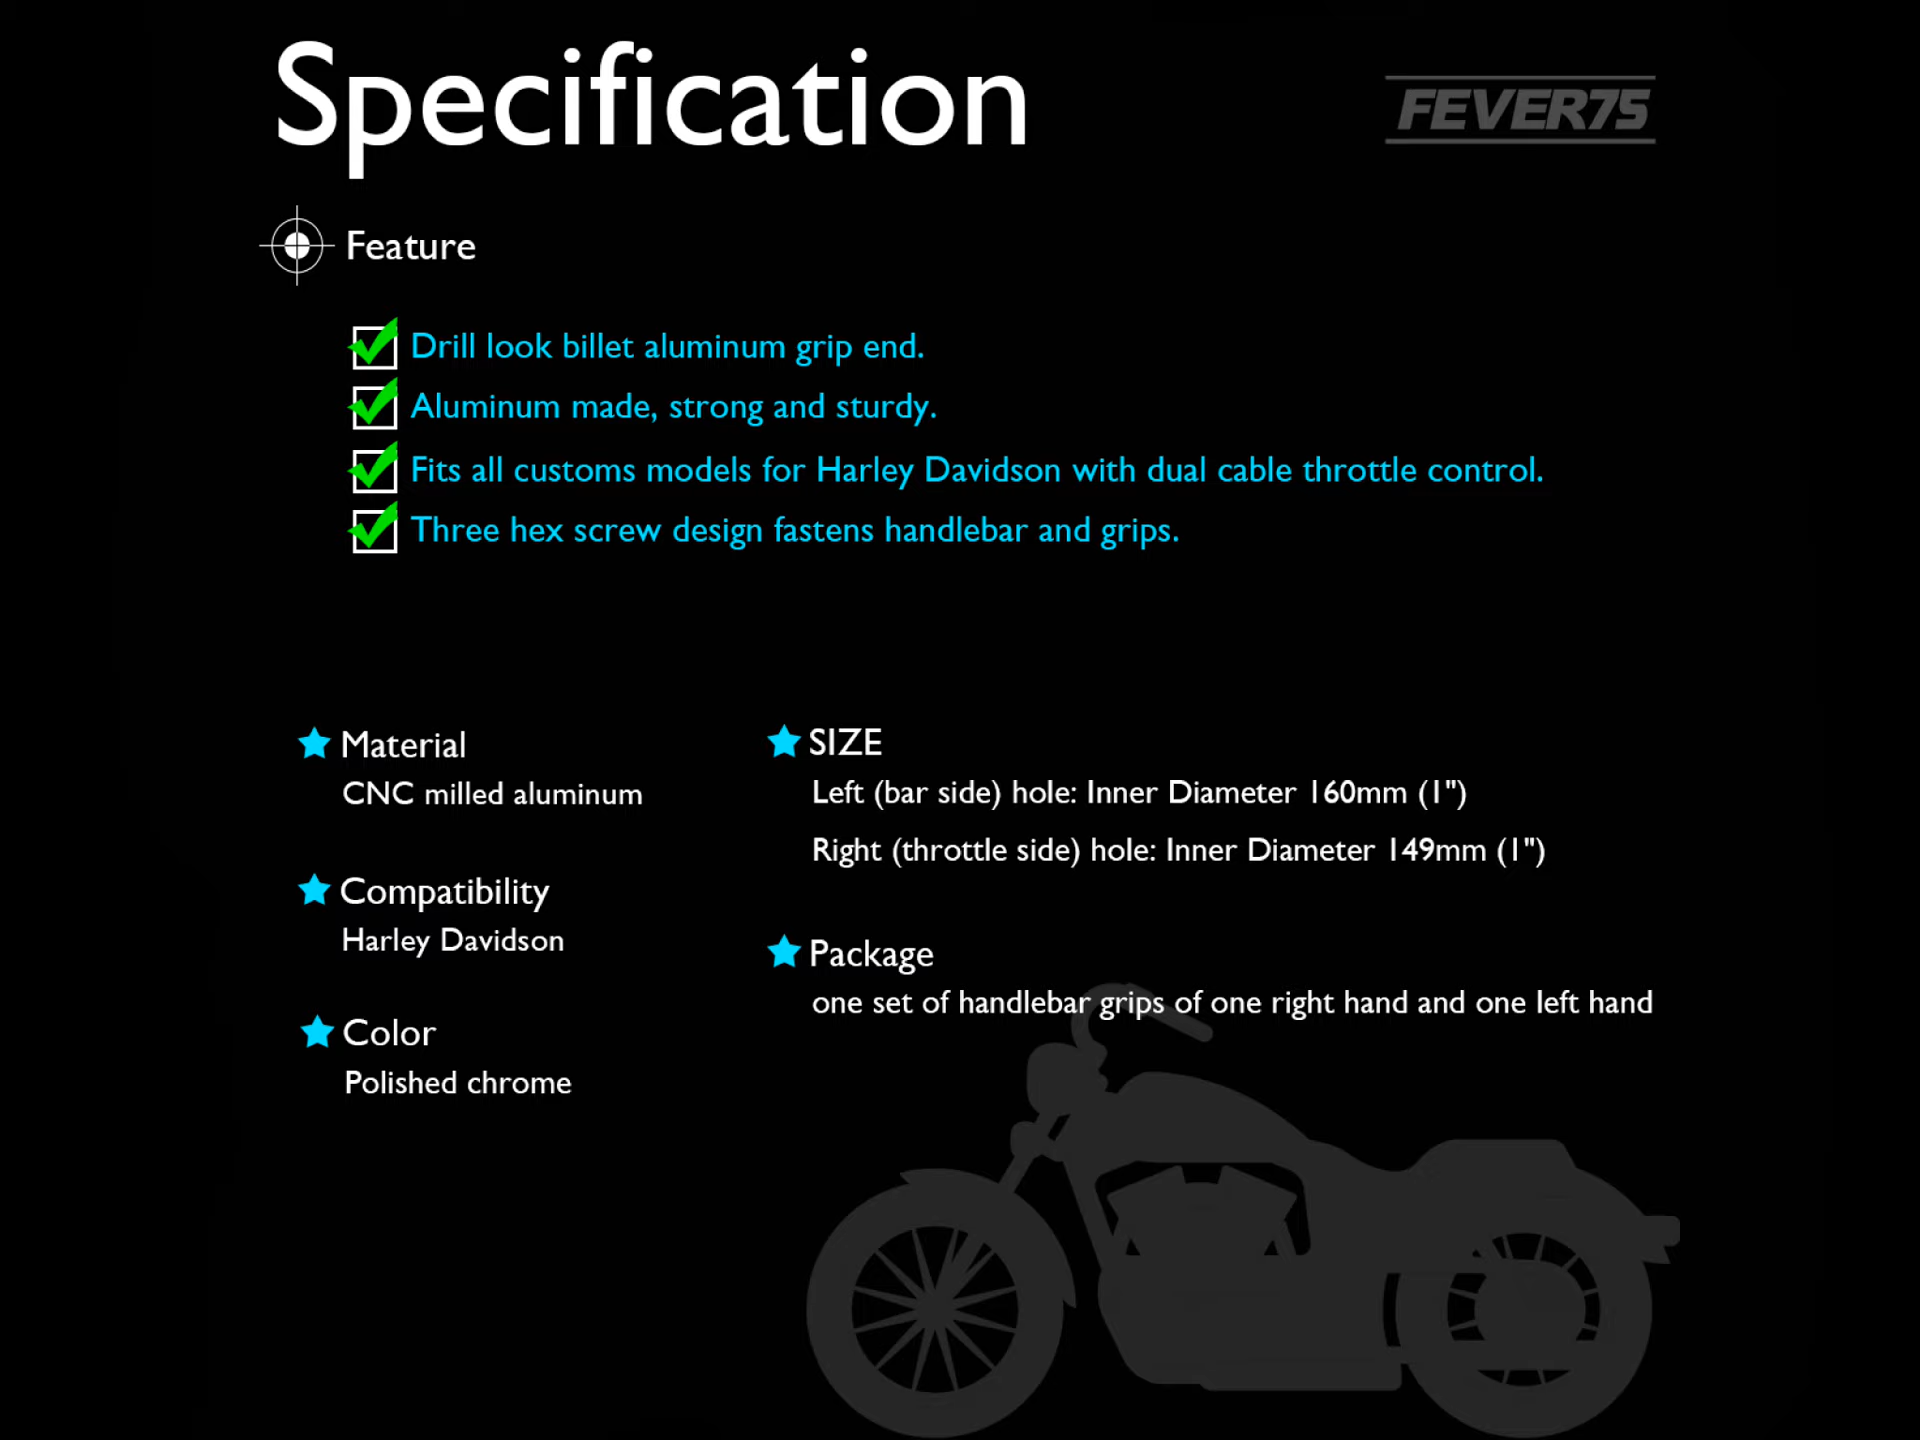 Specification
FEVER75
Feature
Drill look billet aluminum grip end.
Aluminum made, strong and sturdy.
Fits all customs models for Harley Davidson with dual cable throttle control.
Three hex screw design fastens handlebar and grips.
Material
CNC milled aluminum
Compatibility
Harley Davidson
Color
Polished chrome
SIZE
Left (bar side) hole: Inner Diameter 160mm (1")
Right (throttle side) hole: Inner Diameter 149mm (1")
Package
one set of handlebar grips of one right hand and one left hand